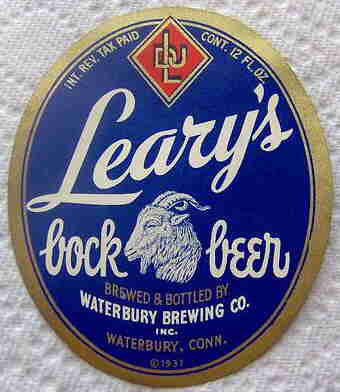 INT. REV. TAX PAID CONT. 12 FL. OZ.
Leary's
bock beer
BREWED & BOTTLED BY
WATERBURY BREWING CO.
INC.
WATERBURY, CONN.
© 1937